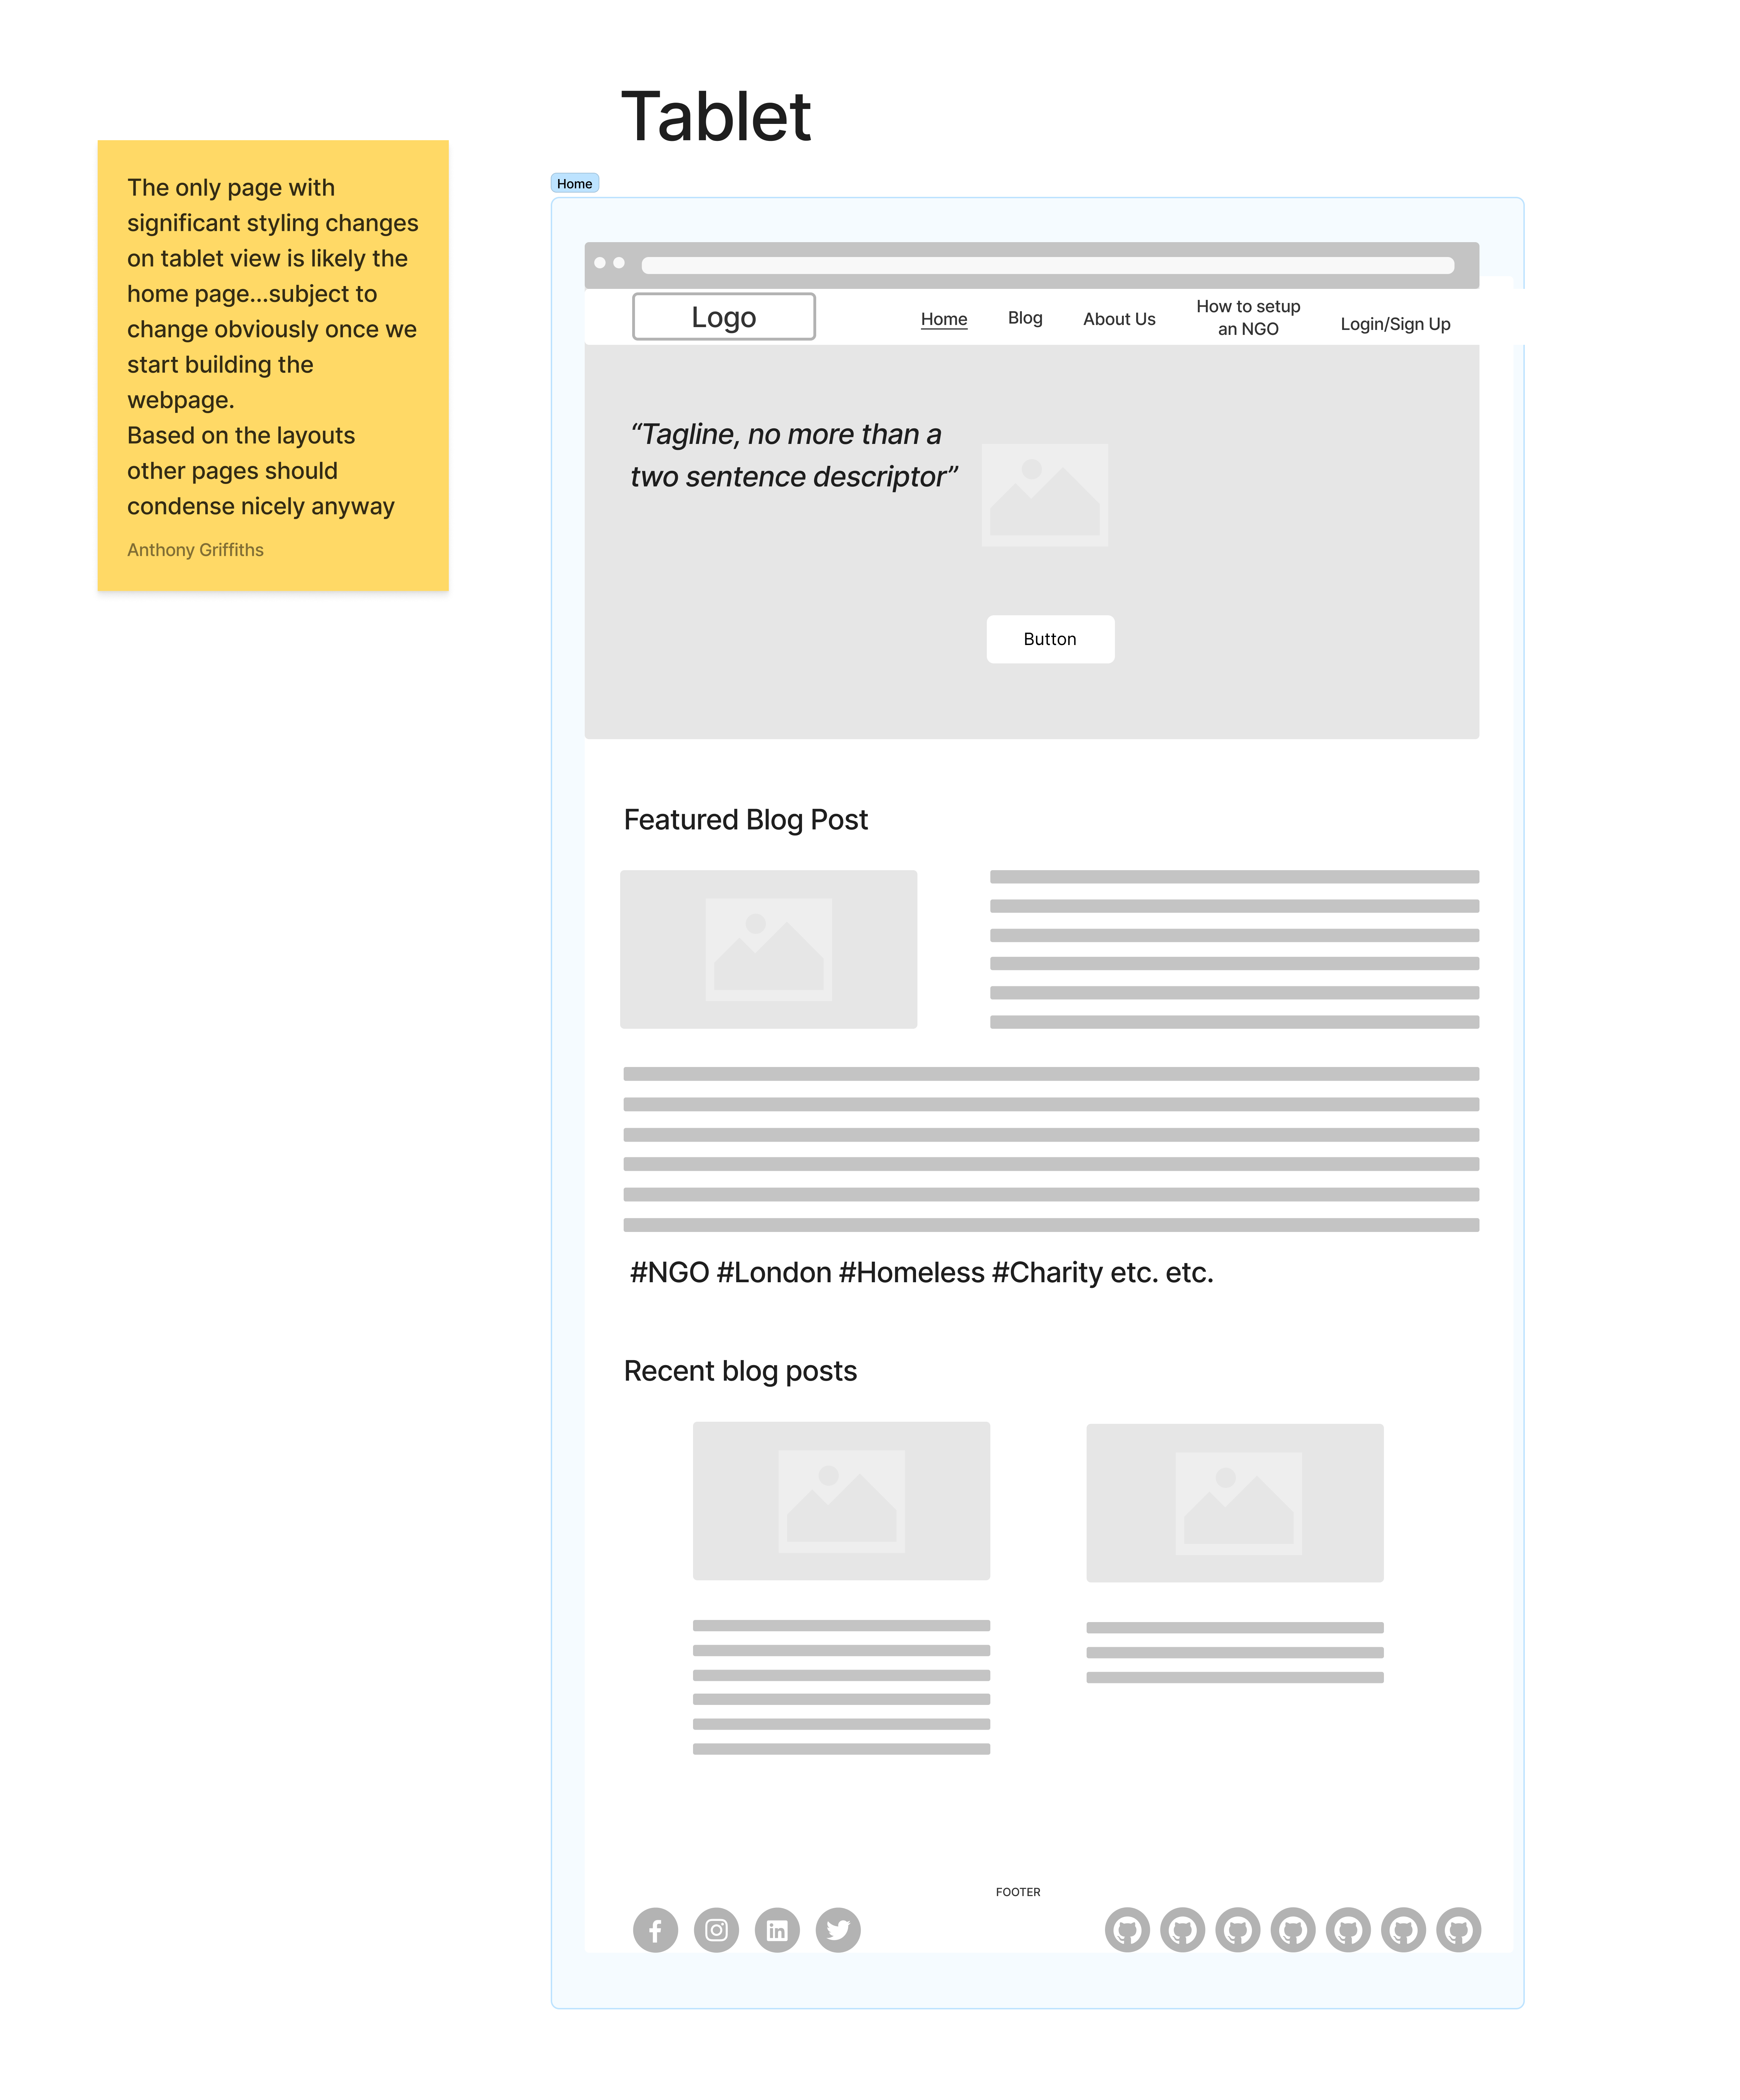 Tablet
The only page with
significant styling changes
on tablet view is likely the
home page...subject to
change obviously once we
start building the
webpage.
Based on the layouts
other pages should
condense nicely anyway
Anthony Griffiths
Home
Logo
Home
Blog
About Us
How to setup
an NGO
Login/Sign Up
“Tagline, no more than a
two sentence descriptor”
Button
Featured Blog Post
#NGO #London #Homeless #Charity etc. etc.
Recent blog posts
FOOTER